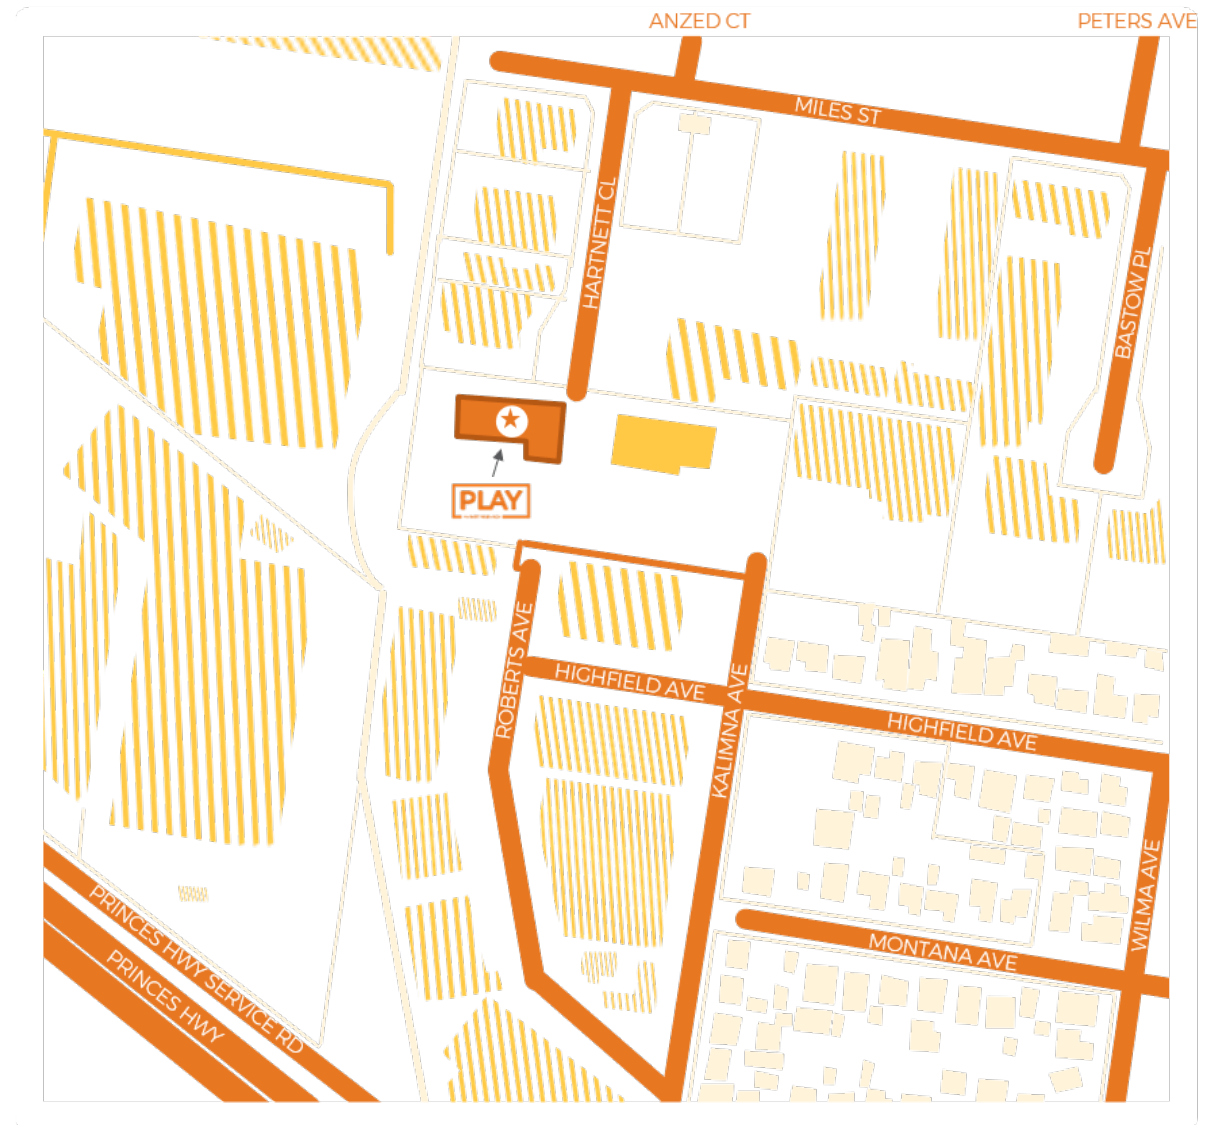 ANZED CT
PETERS AVE
MILES ST
HARTNETT CL
BASTOW PL
PLAY
ROBERTS AVE
HIGHFIELD AVE
KALIMNA AVE
HIGHFIELD AVE
WILMA AVE
PRINCES HWY SERVICE RD
MONTANA AVE
PRINCES HWY